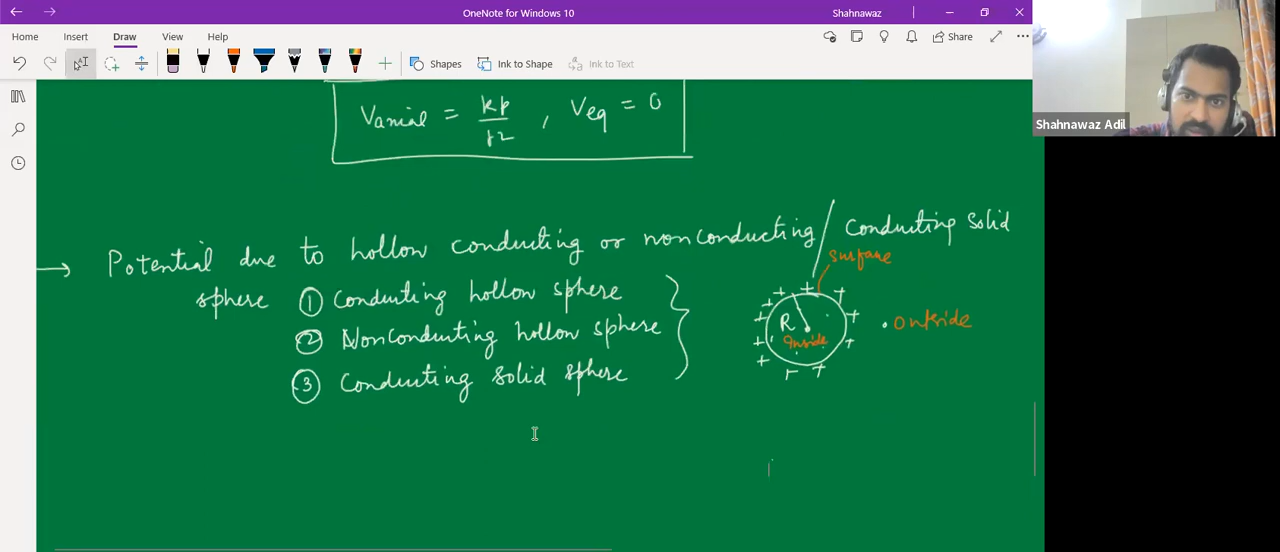 OneNote for Windows 10
Shahnawaz
Home Insert Draw View Help
Share
Shapes Ink to Shape Ink to Text
Shahnawaz Adil
Vaxial = kp/r2 , Veq = 0
→ Potential due to hollow conducting or nonconducting / Conducting solid
sphere ① Conducting hollow sphere
② Nonconducting hollow sphere
③ Conducting solid sphere
surface
+ + + + + + + + + + + +
R
Inside
. outside